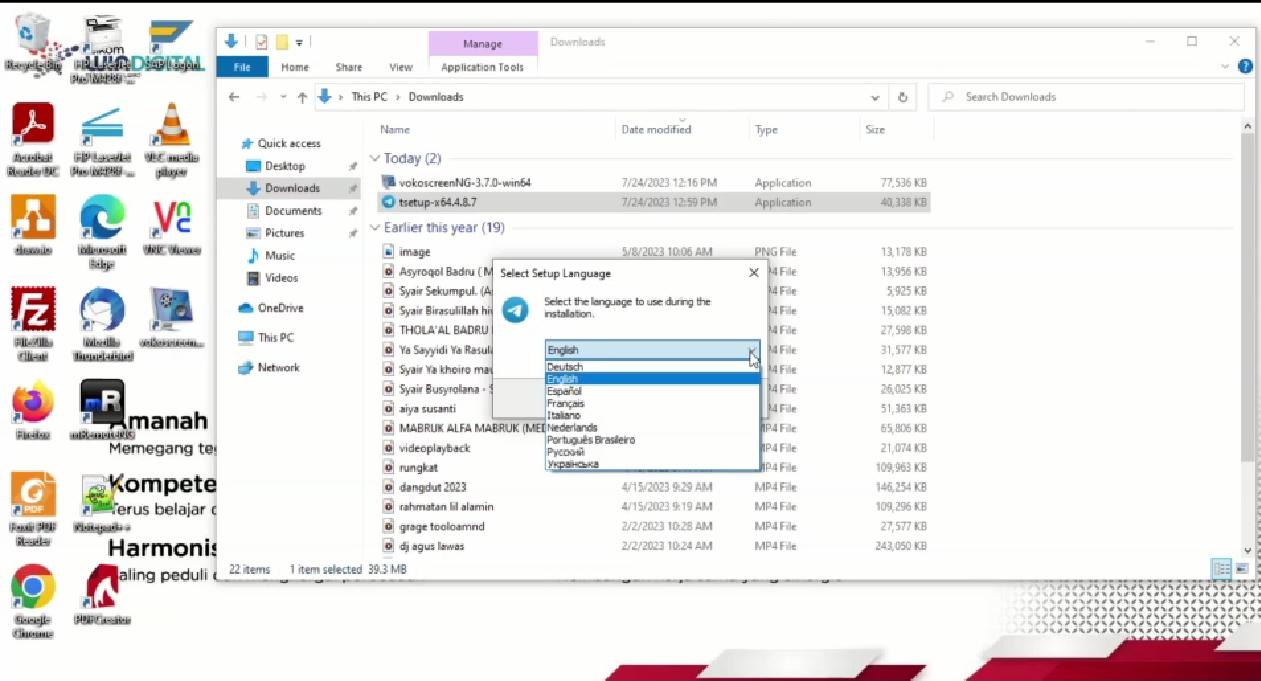 Recycle Bin
SAP Logon
DIGITAL
Acrobat
Reader DC
VLC media
player
drawio
Microsoft
Edge
VNC Viewer
FileZilla
Client
Mozilla
Thunderbird
vokoscreen...
Firefox
mRemoteNG
Foxit PDF
Reader
Notepad++
Google
Chrome
PDFCreator
Amanah
Memegang te
Kompete
Terus belajar
Harmonis
aling peduli
Manage
Downloads
File
Home
Share
View
Application Tools
This PC
Downloads
Search Downloads
Quick access
Desktop
Downloads
Documents
Pictures
Music
Videos
OneDrive
This PC
Network
Name Date modified Type Size
Today (2)
vokoscreenNG-3.7.0-win64 7/24/2023 12:16 PM Application 77,536 KB
tsetup-x64.4.8.7 7/24/2023 12:59 PM Application 40,338 KB
Earlier this year (19)
image 5/8/2023 10:06 AM PNG File 13,178 KB
Asyroqol Badru ( M P4 File 13,956 KB
Syair Sekumpul. (A P4 File 5,925 KB
Syair Birasulillah hi P4 File 15,082 KB
THOLA'AL BADRU P4 File 27,598 KB
Ya Sayyidi Ya Rasul P4 File 31,577 KB
Syair Ya khoiro ma P4 File 12,877 KB
Syair Busyrolana - S P4 File 26,025 KB
aiya susanti P4 File 51,363 KB
MABRUK ALFA MABRUK (MED P4 File 65,806 KB
videoplayback P4 File 21,074 KB
rungkat MP4 File 109,963 KB
dangdut 2023 4/15/2023 9:29 AM MP4 File 146,254 KB
rahmatan lil alamin 4/15/2023 9:19 AM MP4 File 109,296 KB
grage tooloamnd 2/2/2023 10:28 AM MP4 File 27,577 KB
dj agus lawas 2/2/2023 10:24 AM MP4 File 243,050 KB
22 items 1 item selected 39.3 MB
Select Setup Language
Select the language to use during the
installation.
English
Deutsch
English
Español
Français
Italiano
Nederlands
Português Brasileiro
Русский
Українська